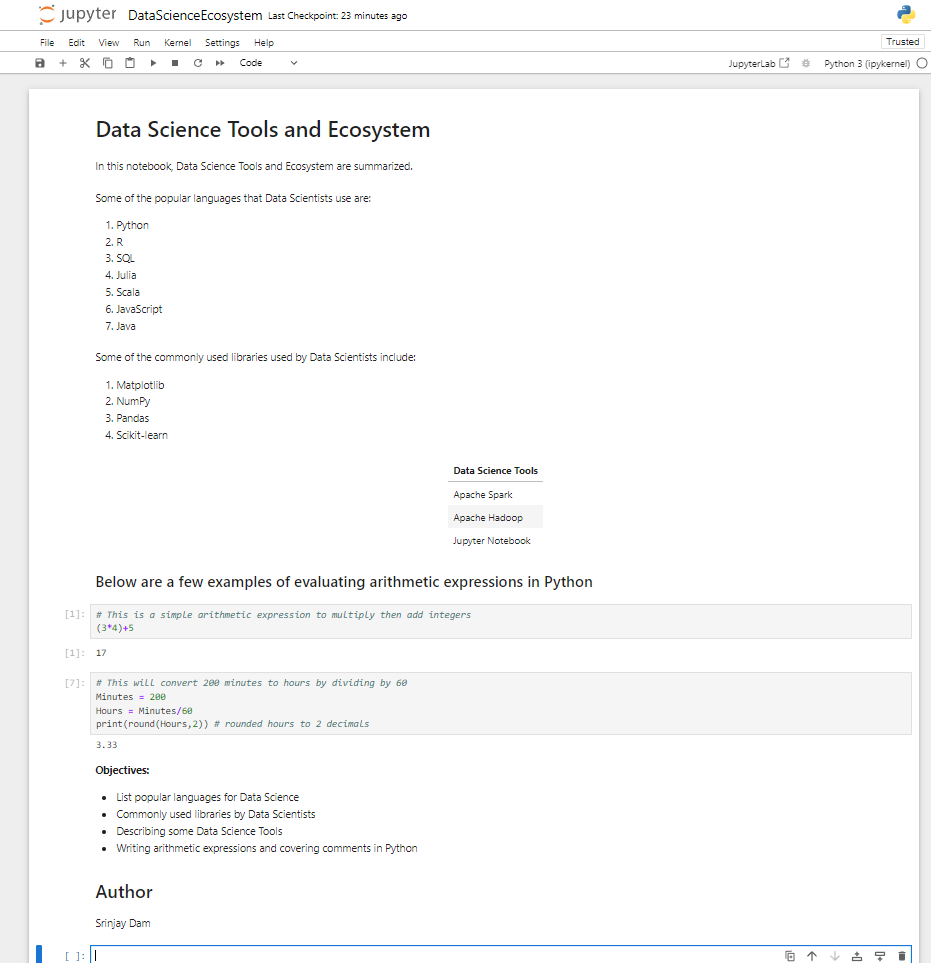 jupyter DataScienceEcosystem Last Checkpoint: 23 minutes ago
File Edit View Run Kernel Settings Help Trusted
Code JupyterLab Python 3 (ipykernel)
Data Science Tools and Ecosystem
In this notebook, Data Science Tools and Ecosystem are summarized.
Some of the popular languages that Data Scientists use are:
1. Python
2. R
3. SQL
4. Julia
5. Scala
6. JavaScript
7. Java
Some of the commonly used libraries used by Data Scientists include:
1. Matplotlib
2. NumPy
3. Pandas
4. Scikit-learn
Data Science Tools
Apache Spark
Apache Hadoop
Jupyter Notebook
Below are a few examples of evaluating arithmetic expressions in Python
[1]: # This is a simple arithmetic expression to multiply then add integers
(3*4)+5
[1]: 17
[7]: # This will convert 200 minutes to hours by dividing by 60
Minutes = 200
Hours = Minutes/60
print(round(Hours,2)) # rounded hours to 2 decimals
3.33
Objectives:
• List popular languages for Data Science
• Commonly used libraries by Data Scientists
• Describing some Data Science Tools
• Writing arithmetic expressions and covering comments in Python
Author
Srinjay Dam
[ ]: